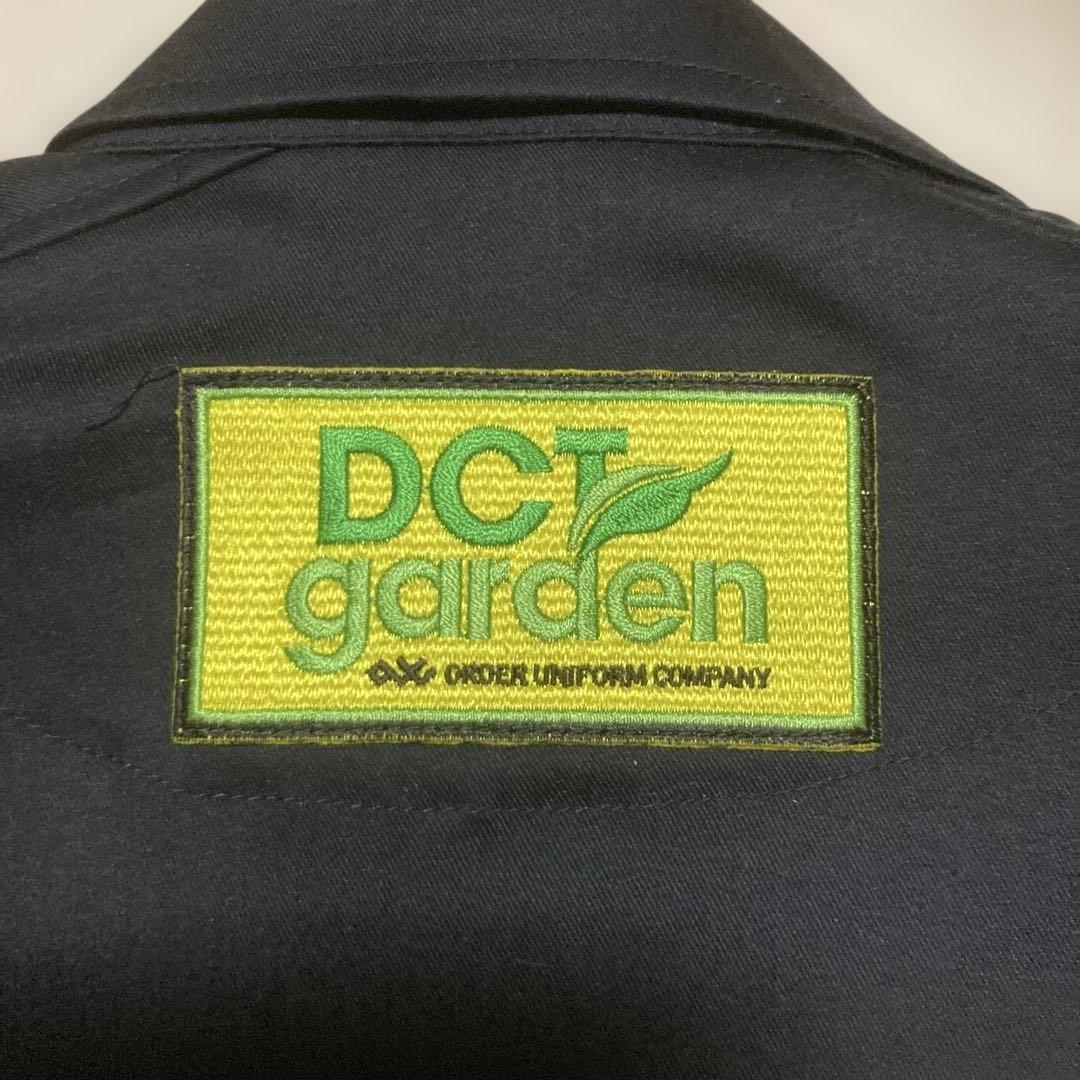 DCT
garden
ORDER UNIFORM COMPANY